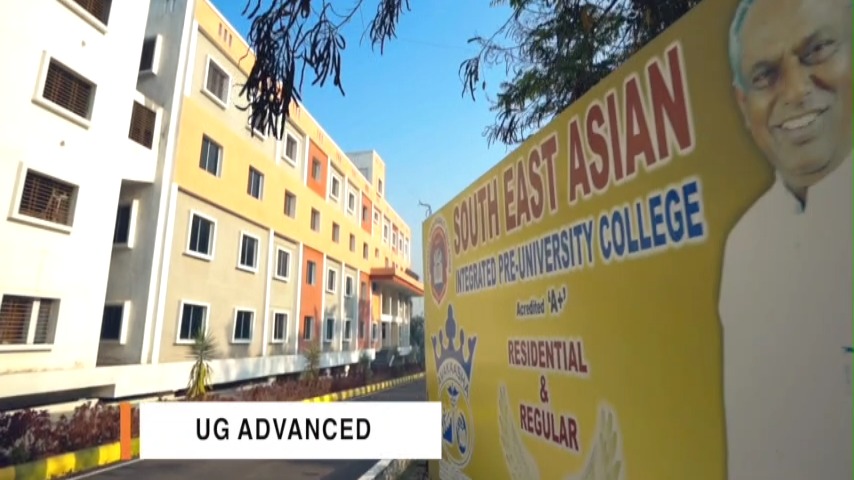 SOUTH EAST ASIAN
INTEGRATED PRE-UNIVERSITY COLLEGE
Acredited 'A+'
RESIDENTIAL
&
REGULAR
UG ADVANCED